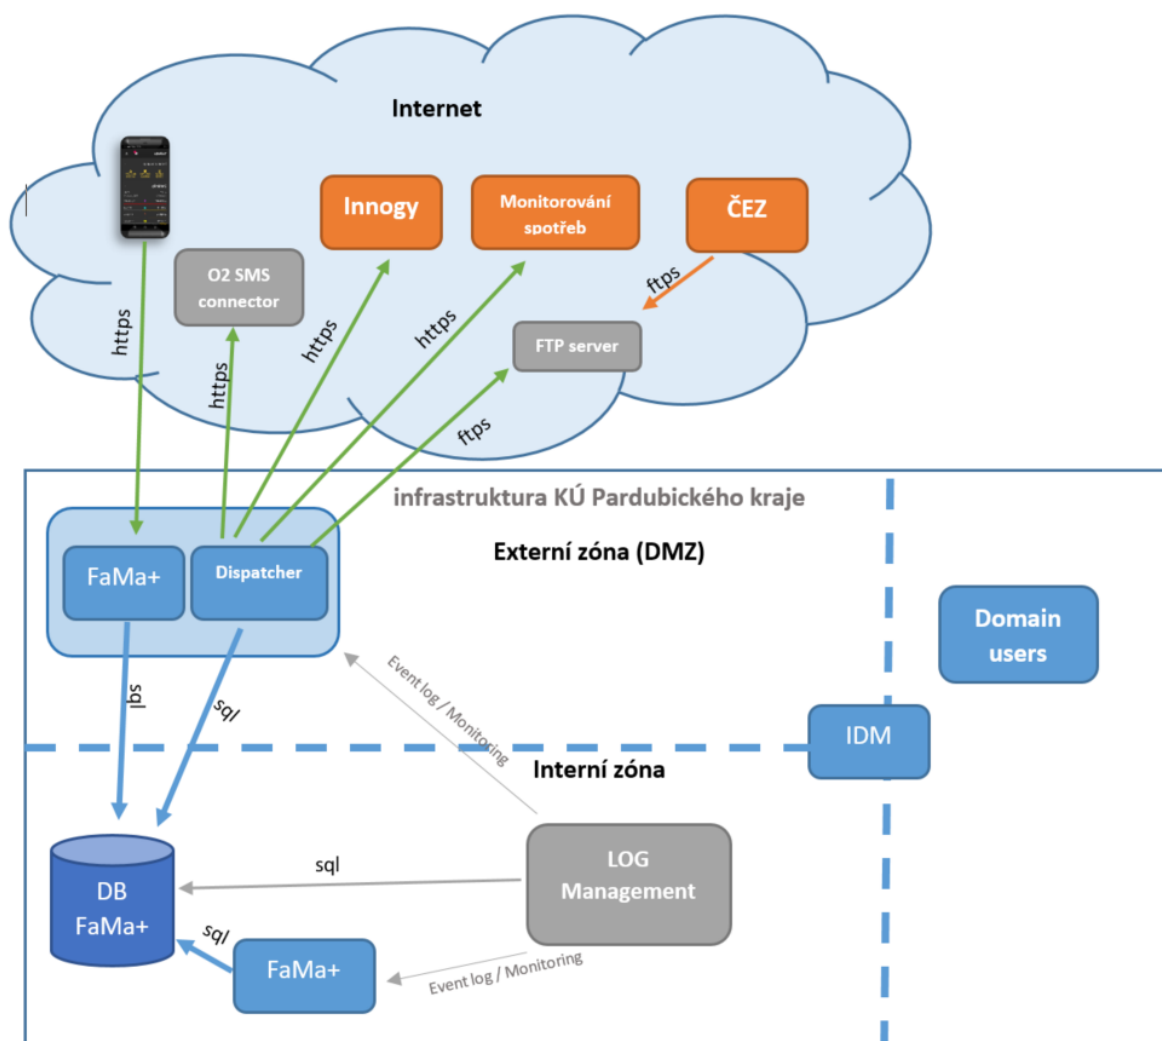 Internet
Innogy
Monitorování
spotřeb
ČEZ
O2 SMS
connector
ftps
FTP server
https
https
https
https
ftps
infrastruktura KÚ Pardubického kraje
Externí zóna (DMZ)
FaMa+
Dispatcher
Domain
users
sql
sql
Event log / Monitoring
IDM
Interní zóna
DB
FaMa+
sql
LOG
Management
sql
FaMa+
Event log / Monitoring